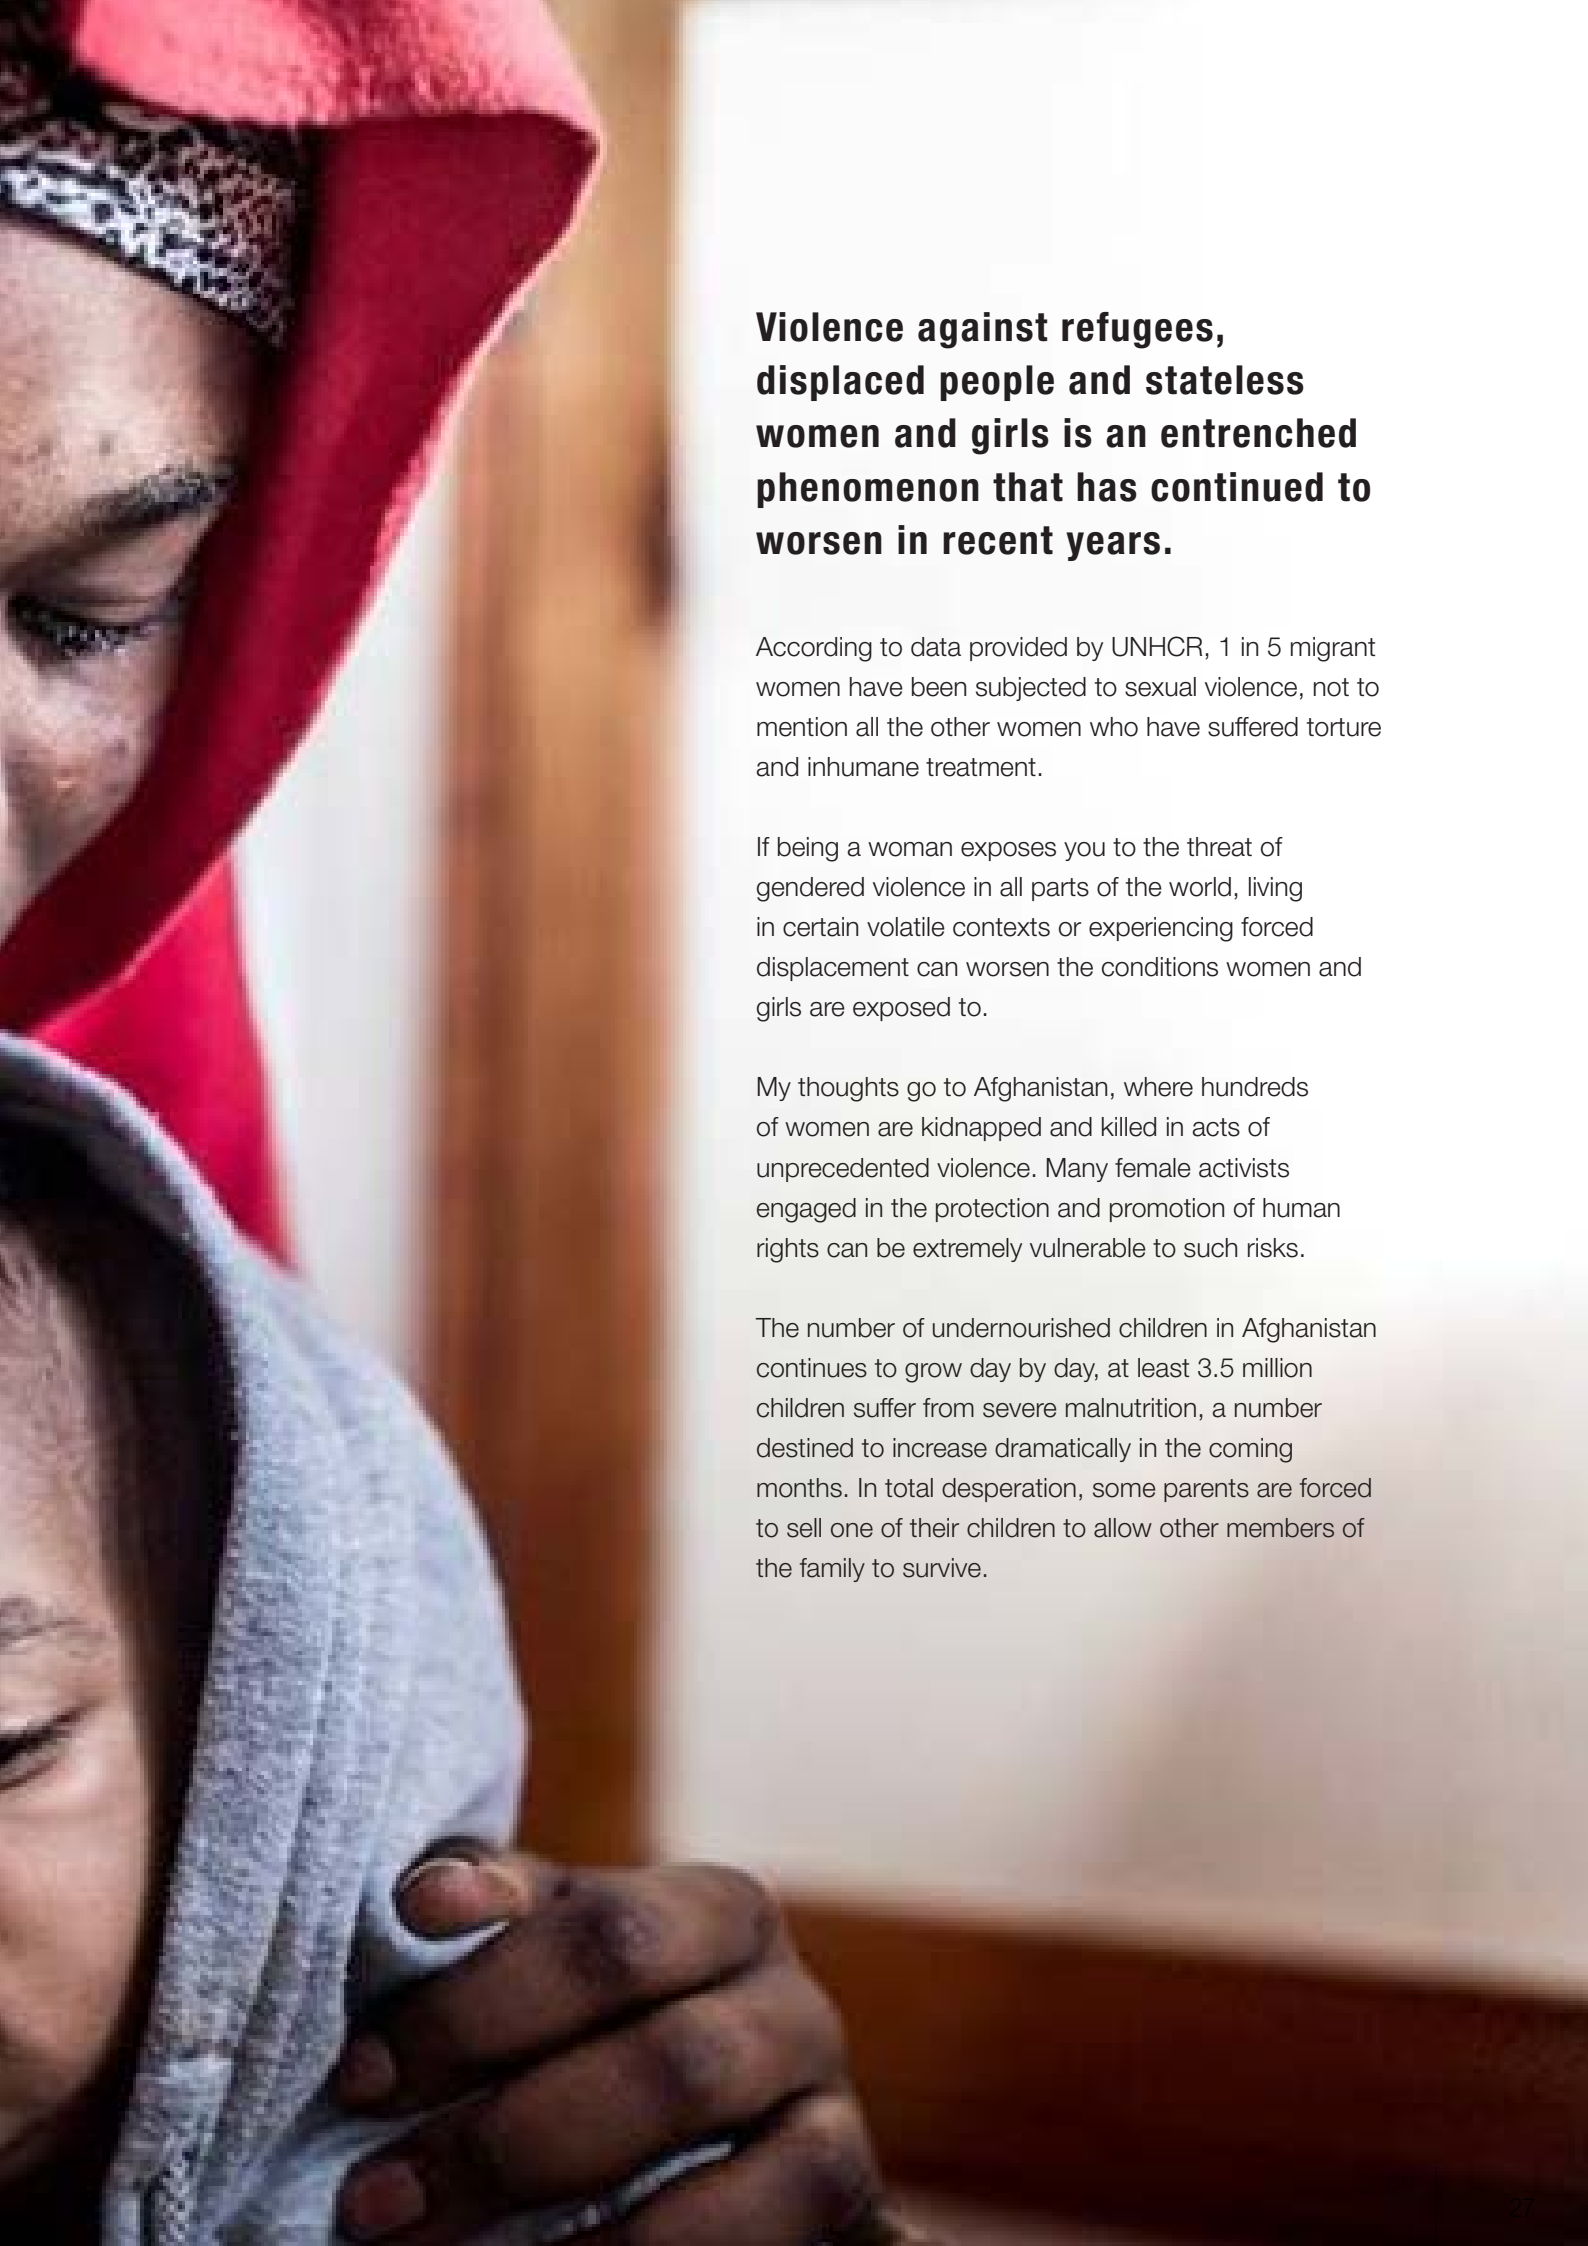 Violence against refugees,
displaced people and stateless
women and girls is an entrenched
phenomenon that has continued to
worsen in recent years.
According to data provided by UNHCR, 1 in 5 migrant
women have been subjected to sexual violence, not to
mention all the other women who have suffered torture
and inhumane treatment.
If being a woman exposes you to the threat of
gendered violence in all parts of the world, living
in certain volatile contexts or experiencing forced
displacement can worsen the conditions women and
girls are exposed to.
My thoughts go to Afghanistan, where hundreds
of women are kidnapped and killed in acts of
unprecedented violence. Many female activists
engaged in the protection and promotion of human
rights can be extremely vulnerable to such risks.
The number of undernourished children in Afghanistan
continues to grow day by day, at least 3.5 million
children suffer from severe malnutrition, a number
destined to increase dramatically in the coming
months. In total desperation, some parents are forced
to sell one of their children to allow other members of
the family to survive.
27